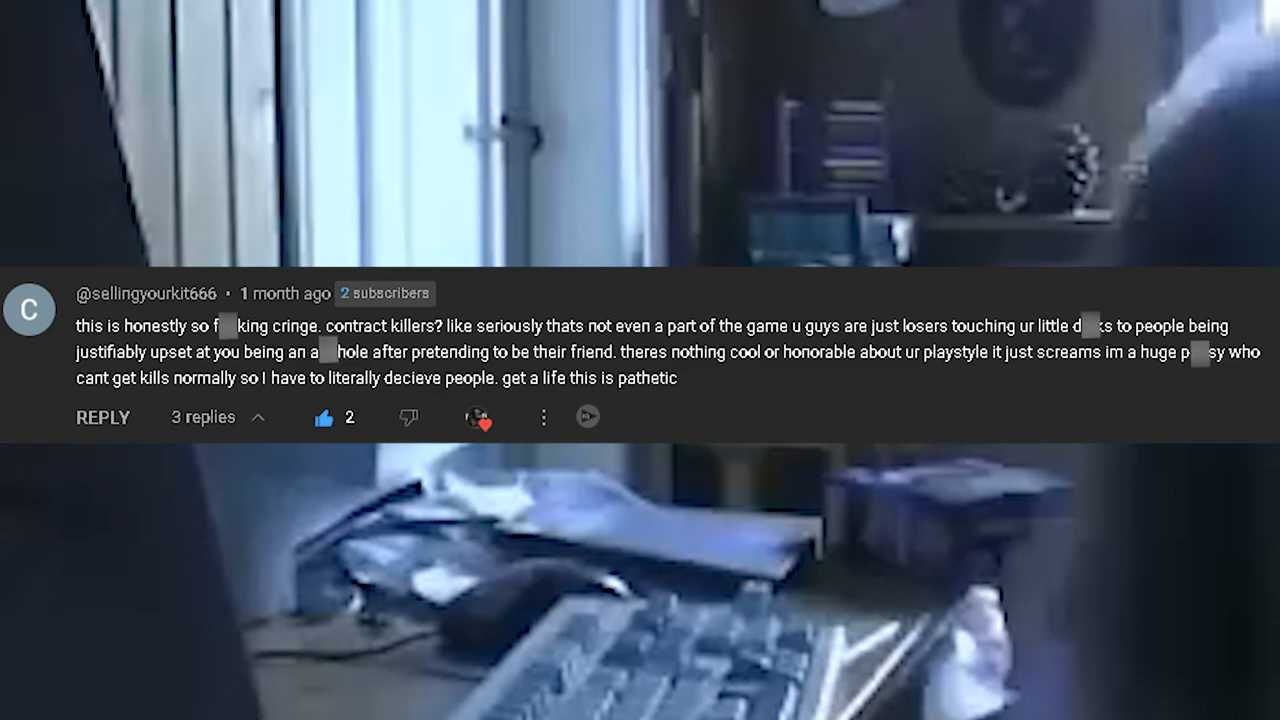 C
@sellingyourkit666 · 1 month ago 2 subscribers
this is honestly so f king cringe. contract killers? like seriously thats not even a part of the game u guys are just losers touching ur little d ks to people being
justifiably upset at you being an a hole after pretending to be their friend. theres nothing cool or honorable about ur playstyle it just screams im a huge p sy who
cant get kills normally so I have to literally decieve people. get a life this is pathetic
REPLY 3 replies 2